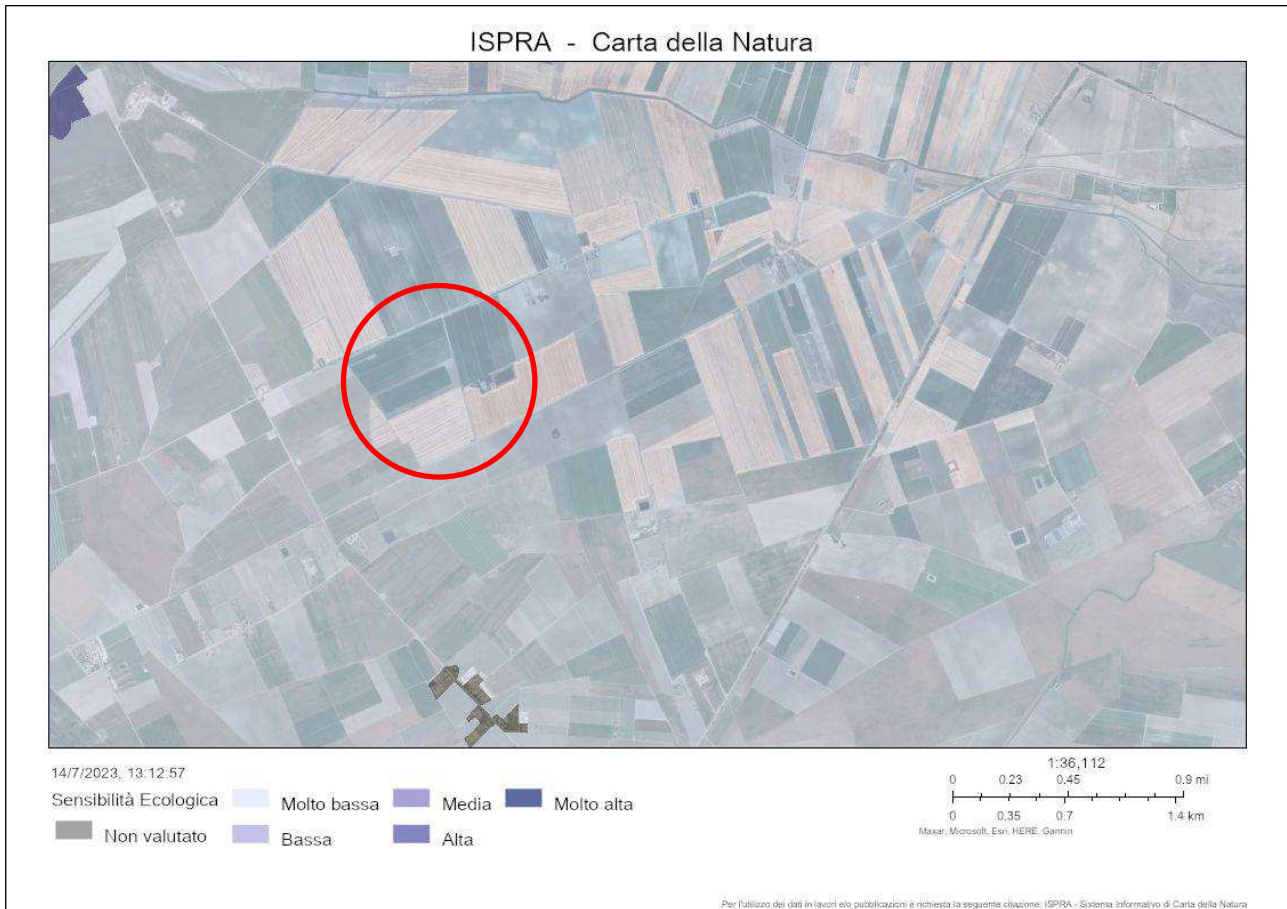 ISPRA - Carta della Natura
14/7/2023, 13:12:57
Sensibilità Ecologica
Non valutato
Molto bassa
Bassa
Media
Alta
Molto alta
1:36,112
0 0.23 0.45 0.9 mi
0 0.35 0.7 1.4 km
Maxar, Microsoft, Esri, HERE, Garmin
Per l'utilizzo dei dati in lavori e/o pubblicazioni è richiesta la seguente citazione: ISPRA - Sistema Informativo di Carta della Natura